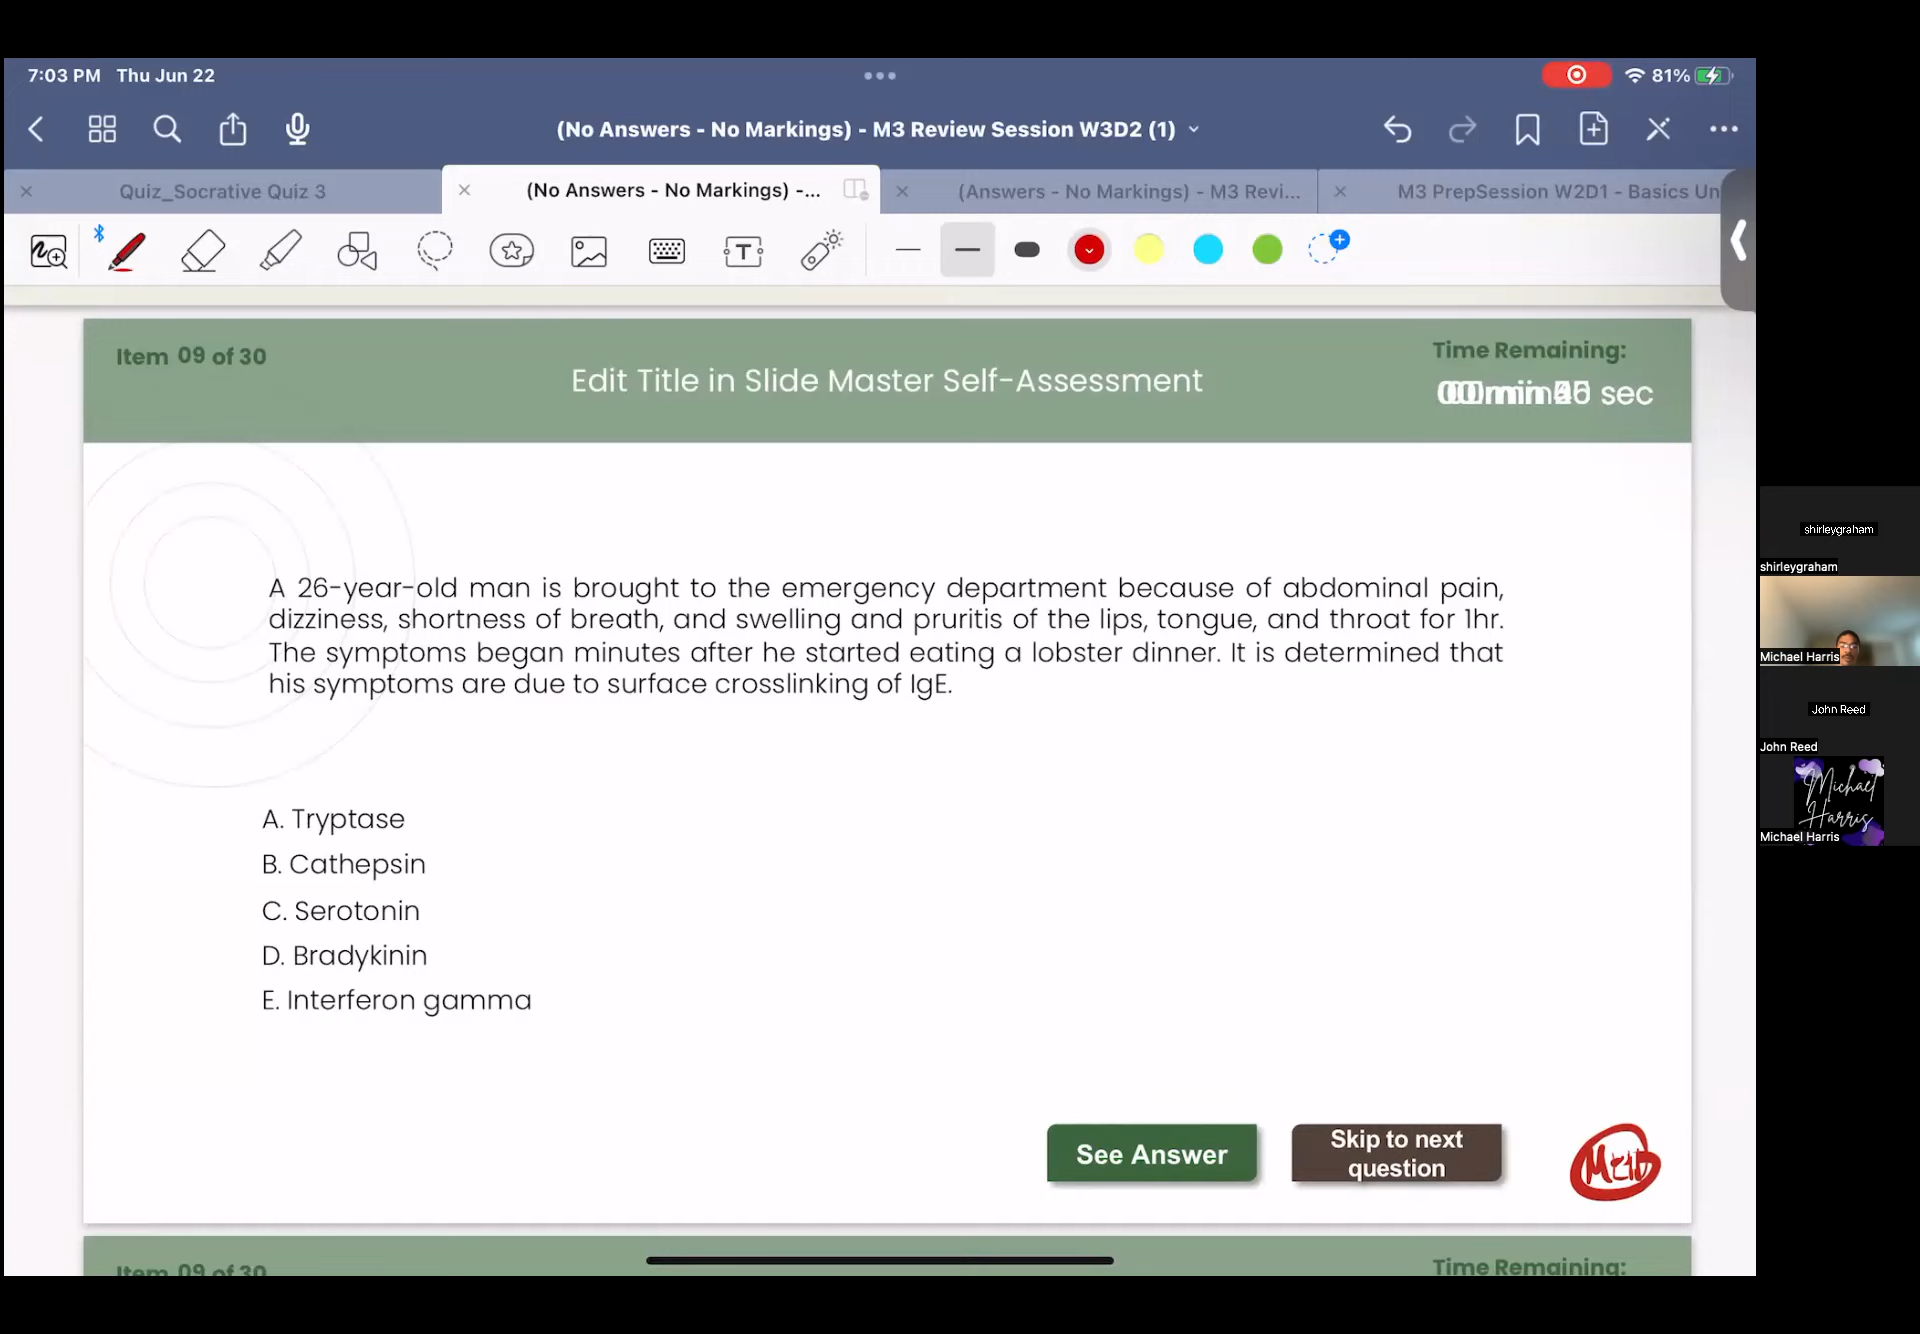 7:03 PM Thu Jun 22
81%
(No Answers - No Markings) - M3 Review Session W3D2 (1)
Quiz_Socrative Quiz 3
(No Answers - No Markings) -...
(Answers - No Markings) - M3 Revi...
M3 PrepSession W2D1 - Basics Un
T
Item 09 of 30
Edit Title in Slide Master Self-Assessment
Time Remaining:
min sec
A 26-year-old man is brought to the emergency department because of abdominal pain,
dizziness, shortness of breath, and swelling and pruritis of the lips, tongue, and throat for 1hr.
The symptoms began minutes after he started eating a lobster dinner. It is determined that
his symptoms are due to surface crosslinking of IgE.
A. Tryptase
B. Cathepsin
C. Serotonin
D. Bradykinin
E. Interferon gamma
See Answer
Skip to next
question
Item 09 of 30
Time Remaining:
shirleygraham
shirleygraham
Michael Harris
John Reed
John Reed
Michael
Harris
Michael Harris